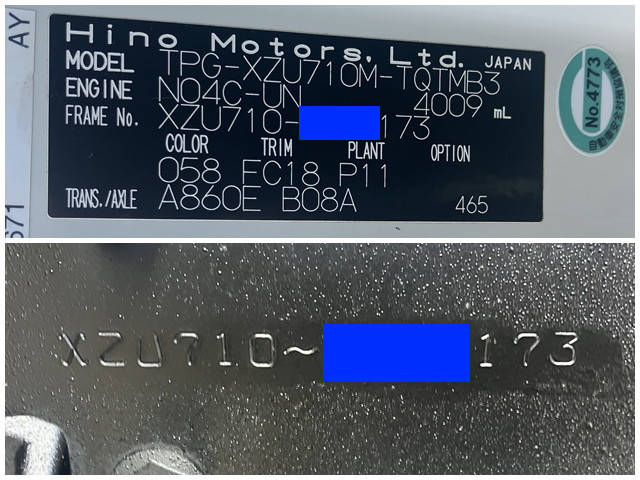 AY
S71
Hino Motors, Ltd. JAPAN
MODEL TPG-XZU710M-TQTMB3
ENGINE N04C-UN 4009 mL
FRAME No. XZU710- 173
COLOR TRIM PLANT OPTION
058 FC18 P11
TRANS./AXLE A860E B08A 465
No.4773
XZU710~ 173